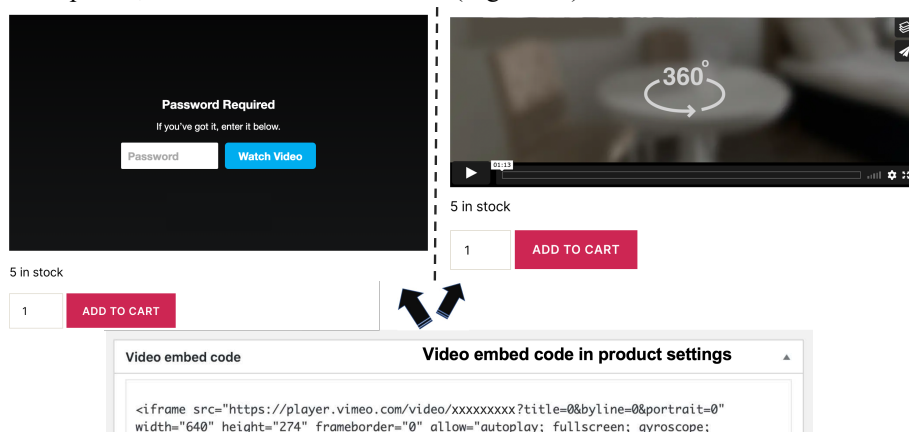 Password Required
If you've got it, enter it below.
Password
Watch Video
5 in stock
1
ADD TO CART
360°
01:13
5 in stock
1
ADD TO CART
Video embed code
Video embed code in product settings
<iframe src="https://player.vimeo.com/video/xxxxxxxxx?title=0&byline=0&portrait=0"
width="640" height="274" frameborder="0" allow="autoplay; fullscreen; gyroscope;